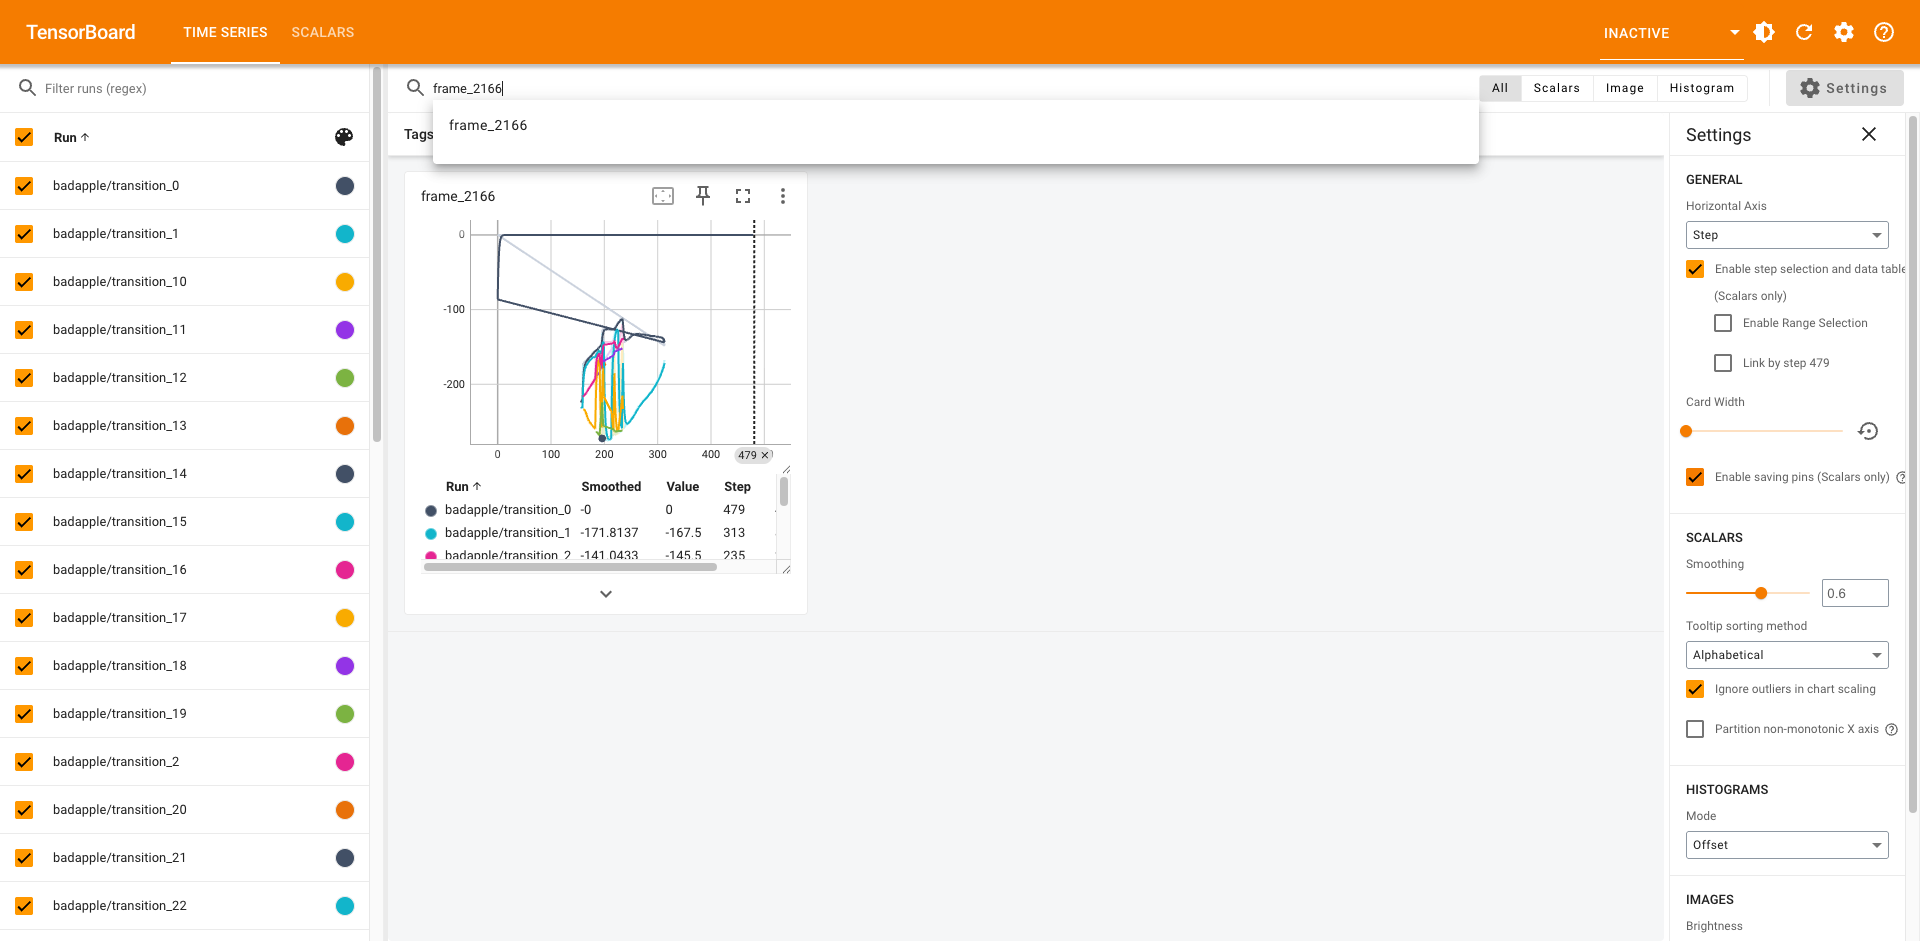 TensorBoard
TIME SERIES
SCALARS
INACTIVE
Filter runs (regex)
frame_2166
All
Scalars
Image
Histogram
Settings
frame_2166
Run
badapple/transition_0
badapple/transition_1
badapple/transition_10
badapple/transition_11
badapple/transition_12
badapple/transition_13
badapple/transition_14
badapple/transition_15
badapple/transition_16
badapple/transition_17
badapple/transition_18
badapple/transition_19
badapple/transition_2
badapple/transition_20
badapple/transition_21
badapple/transition_22
Tags
frame_2166
0
-100
-200
0
100
200
300
400
479
Run Smoothed Value Step
badapple/transition_0 -0 0 479
badapple/transition_1 -171.8137 -167.5 313
badapple/transition_2 -141.0433 -145.5 235
Settings
GENERAL
Horizontal Axis
Step
Enable step selection and data table
(Scalars only)
Enable Range Selection
Link by step 479
Card Width
Enable saving pins (Scalars only)
SCALARS
Smoothing
0.6
Tooltip sorting method
Alphabetical
Ignore outliers in chart scaling
Partition non-monotonic X axis
HISTOGRAMS
Mode
Offset
IMAGES
Brightness